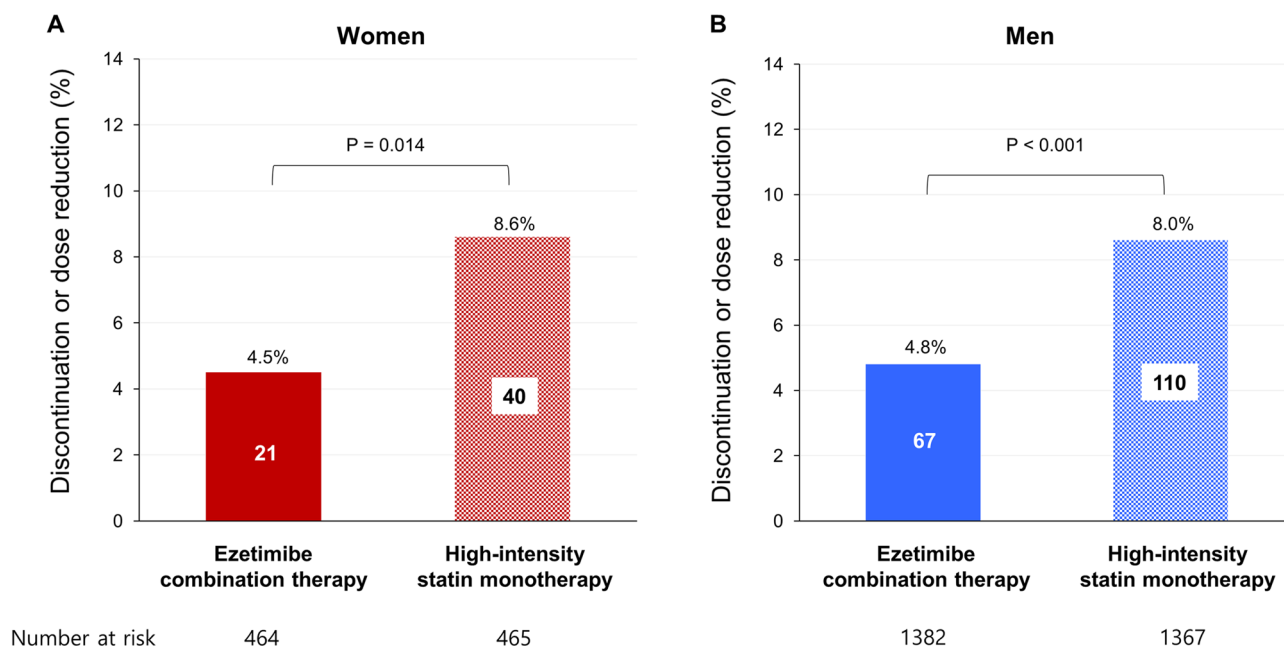 A
Women
Discontinuation or dose reduction (%)
14
12
10
8
6
4
2
0
P = 0.014
4.5%
8.6%
21
40
Ezetimibe
combination therapy
High-intensity
statin monotherapy
B
Men
Discontinuation or dose reduction (%)
14
12
10
8
6
4
2
0
P < 0.001
4.8%
8.0%
67
110
Ezetimibe
combination therapy
High-intensity
statin monotherapy
Number at risk 464 465 1382 1367